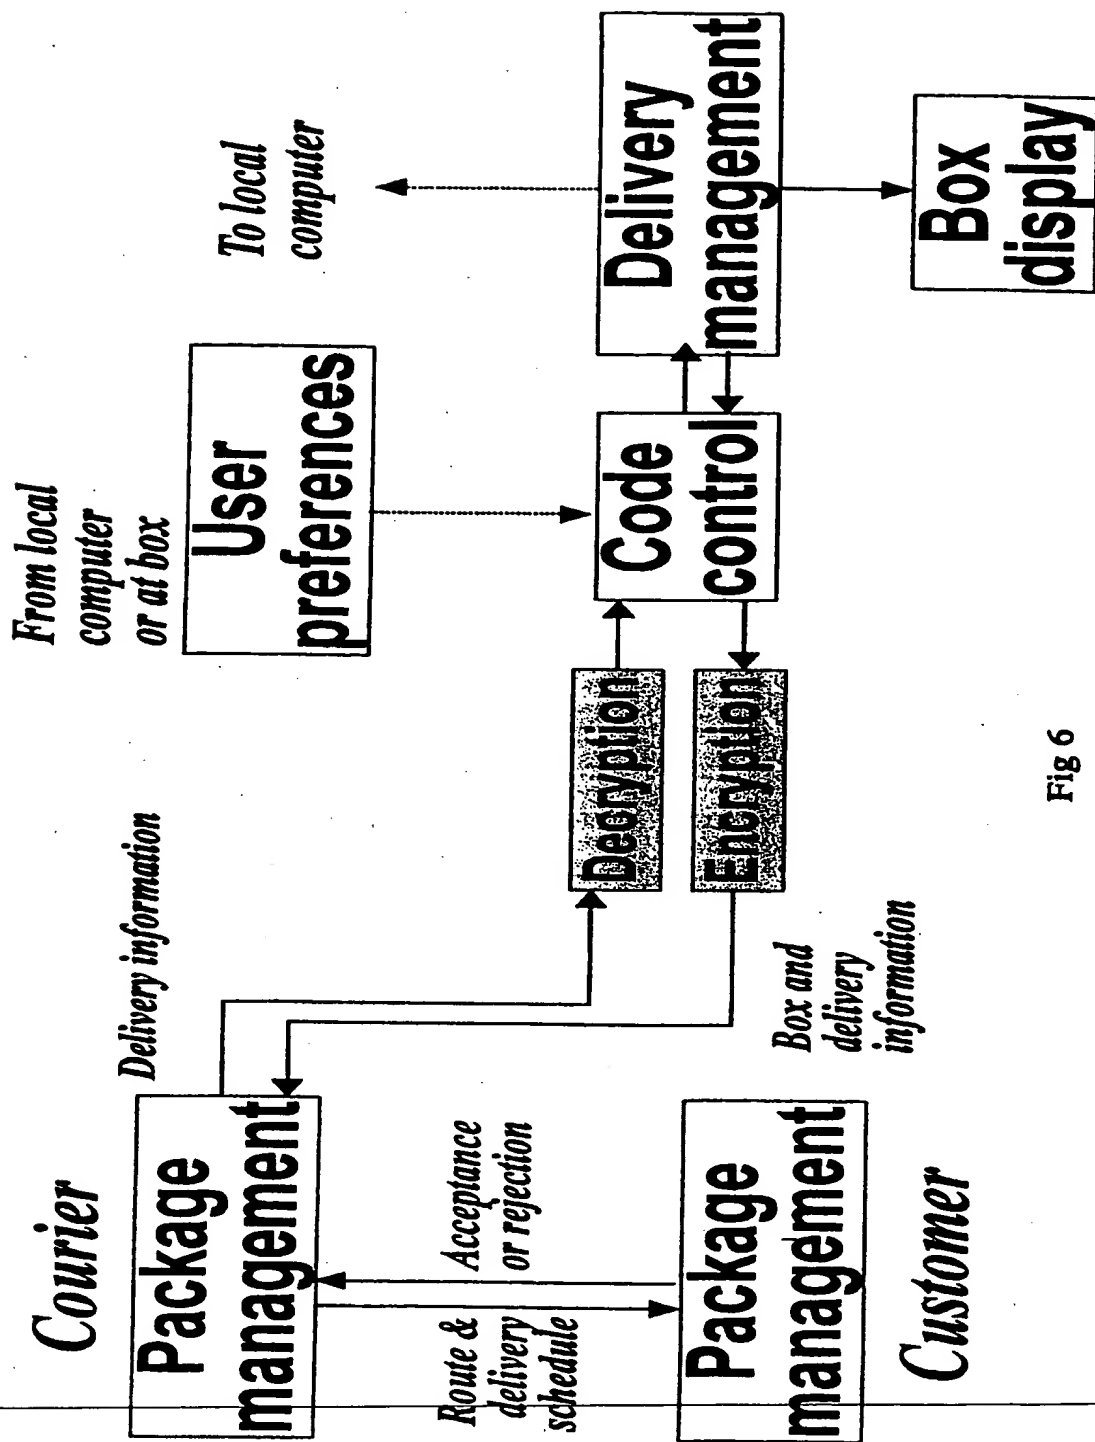 Courier
Package
management
Delivery information
Route &
delivery
schedule
Acceptance
or rejection
Package
management
Customer
From local
computer
or at box
User
preferences
To local
computer
Decryption
Encryption
Box and
delivery
information
Code
control
Delivery
management
Box
display
Fig 6